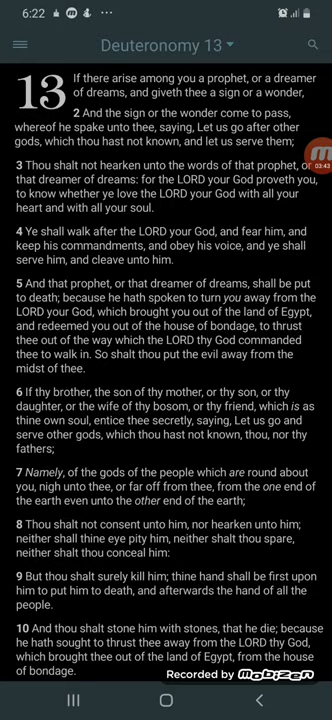 6:22
Deuteronomy 13
13 If there arise among you a prophet, or a dreamer
of dreams, and giveth thee a sign or a wonder,
2 And the sign or the wonder come to pass,
whereof he spake unto thee, saying, Let us go after other
gods, which thou hast not known, and let us serve them;
3 Thou shalt not hearken unto the words of that prophet, or
that dreamer of dreams: for the LORD your God proveth you,
to know whether ye love the LORD your God with all your
heart and with all your soul.
03:43
4 Ye shall walk after the LORD your God, and fear him, and
keep his commandments, and obey his voice, and ye shall
serve him, and cleave unto him.
5 And that prophet, or that dreamer of dreams, shall be put
to death; because he hath spoken to turn you away from the
LORD your God, which brought you out of the land of Egypt,
and redeemed you out of the house of bondage, to thrust
thee out of the way which the LORD thy God commanded
thee to walk in. So shalt thou put the evil away from the
midst of thee.
6 If thy brother, the son of thy mother, or thy son, or thy
daughter, or the wife of thy bosom, or thy friend, which is as
thine own soul, entice thee secretly, saying, Let us go and
serve other gods, which thou hast not known, thou, nor thy
fathers;
7 Namely, of the gods of the people which are round about
you, nigh unto thee, or far off from thee, from the one end of
the earth even unto the other end of the earth;
8 Thou shalt not consent unto him, nor hearken unto him;
neither shall thine eye pity him, neither shalt thou spare,
neither shalt thou conceal him:
9 But thou shalt surely kill him; thine hand shall be first upon
him to put him to death, and afterwards the hand of all the
people.
10 And thou shalt stone him with stones, that he die; because
he hath sought to thrust thee away from the LORD thy God,
which brought thee out of the land of Egypt, from the house
of bondage.
Recorded by mobizen